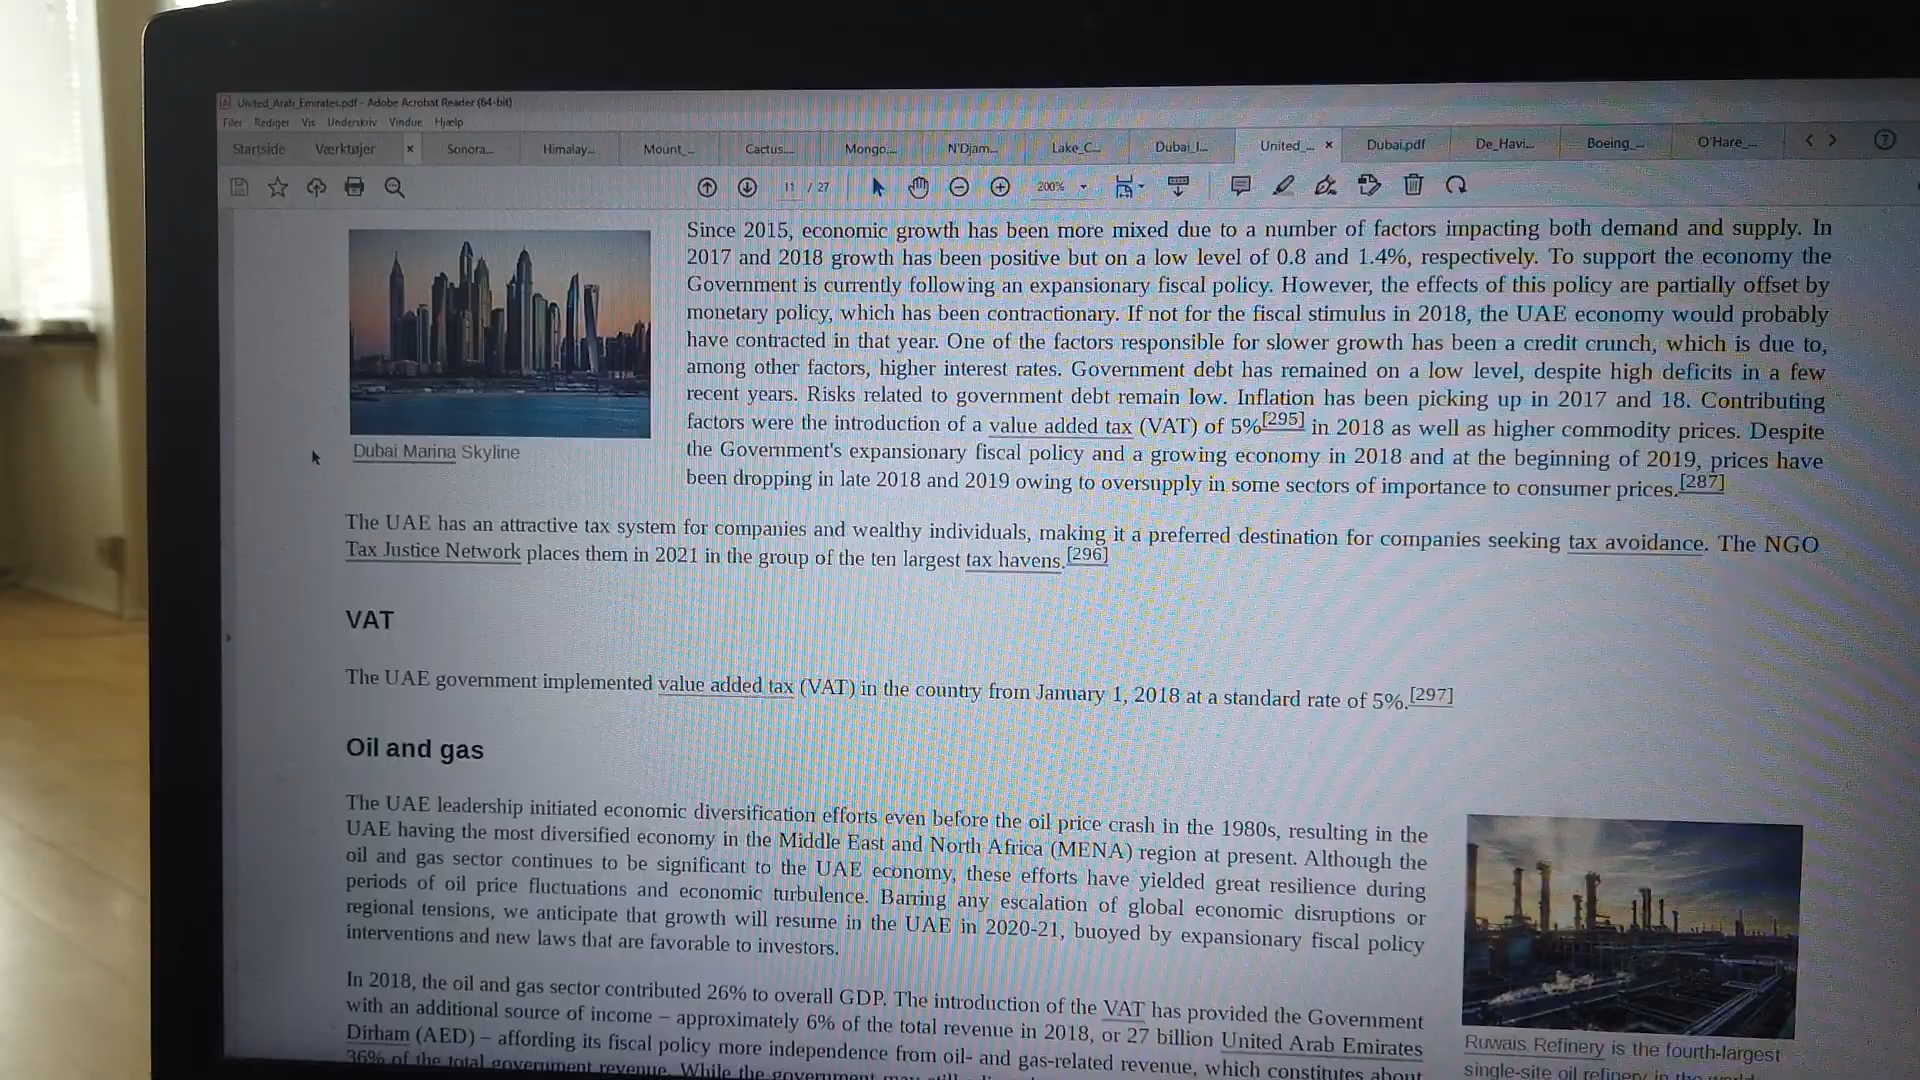 United_Arab_Emirates.pdf - Adobe Acrobat Reader (64-bit)
Filer Rediger Vis Underskriv Vindue Hjælp
Startside Værktøjer Sonora... Himalay... Mount_... Cactus.... Mongo.... N'Djam... Lake_C... Dubai_I... United_... Dubai.pdf De_Havi... Boeing_... O'Hare_...
11 / 27 200%
Since 2015, economic growth has been more mixed due to a number of factors impacting both demand and supply. In
2017 and 2018 growth has been positive but on a low level of 0.8 and 1.4%, respectively. To support the economy the
Government is currently following an expansionary fiscal policy. However, the effects of this policy are partially offset by
monetary policy, which has been contractionary. If not for the fiscal stimulus in 2018, the UAE economy would probably
have contracted in that year. One of the factors responsible for slower growth has been a credit crunch, which is due to,
among other factors, higher interest rates. Government debt has remained on a low level, despite high deficits in a few
recent years. Risks related to government debt remain low. Inflation has been picking up in 2017 and 18. Contributing
factors were the introduction of a value added tax (VAT) of 5%[295] in 2018 as well as higher commodity prices. Despite
the Government's expansionary fiscal policy and a growing economy in 2018 and at the beginning of 2019, prices have
been dropping in late 2018 and 2019 owing to oversupply in some sectors of importance to consumer prices.[287]
Dubai Marina Skyline
The UAE has an attractive tax system for companies and wealthy individuals, making it a preferred destination for companies seeking tax avoidance. The NGO
Tax Justice Network places them in 2021 in the group of the ten largest tax havens.[296]
VAT
The UAE government implemented value added tax (VAT) in the country from January 1, 2018 at a standard rate of 5%.[297]
Oil and gas
The UAE leadership initiated economic diversification efforts even before the oil price crash in the 1980s, resulting in the
UAE having the most diversified economy in the Middle East and North Africa (MENA) region at present. Although the
oil and gas sector continues to be significant to the UAE economy, these efforts have yielded great resilience during
periods of oil price fluctuations and economic turbulence. Barring any escalation of global economic disruptions or
regional tensions, we anticipate that growth will resume in the UAE in 2020-21, buoyed by expansionary fiscal policy
interventions and new laws that are favorable to investors.
In 2018, the oil and gas sector contributed 26% to overall GDP. The introduction of the VAT has provided the Government
with an additional source of income – approximately 6% of the total revenue in 2018, or 27 billion United Arab Emirates
Dirham (AED) – affording its fiscal policy more independence from oil- and gas-related revenue, which constitutes about
36% of the total government revenue. While the government may still
Ruwais Refinery is the fourth-largest
single-site oil refinery in the world